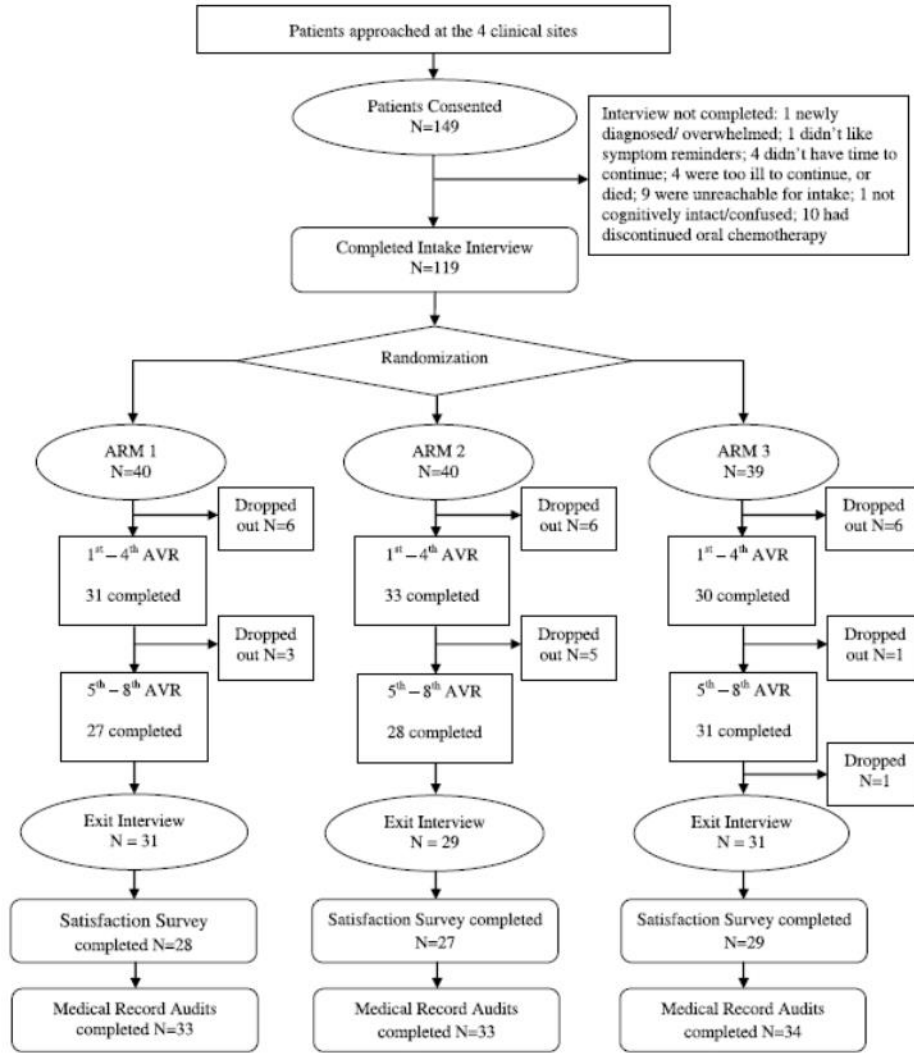 Patients approached at the 4 clinical sites
Patients Consented
N=149
Interview not completed: 1 newly
diagnosed/ overwhelmed; 1 didn't like
symptom reminders; 4 didn't have time to
continue; 4 were too ill to continue, or
died; 9 were unreachable for intake; 1 not
cognitively intact/confused; 10 had
discontinued oral chemotherapy
Completed Intake Interview
N=119
Randomization
ARM 1
N=40
Dropped
out N=6
1st – 4th AVR
31 completed
Dropped
out N=3
5th – 8th AVR
27 completed
Exit Interview
N = 31
Satisfaction Survey
completed N=28
Medical Record Audits
completed N=33
ARM 2
N=40
Dropped
out N=6
1st – 4th AVR
33 completed
Dropped
out N=5
5th – 8th AVR
28 completed
Exit Interview
N = 29
Satisfaction Survey completed
N=27
Medical Record Audits
completed N=33
ARM 3
N=39
Dropped
out N=6
1st – 4th AVR
30 completed
Dropped
out N=1
5th – 8th AVR
31 completed
Dropped
N=1
Exit Interview
N = 31
Satisfaction Survey completed
N=29
Medical Record Audits
completed N=34